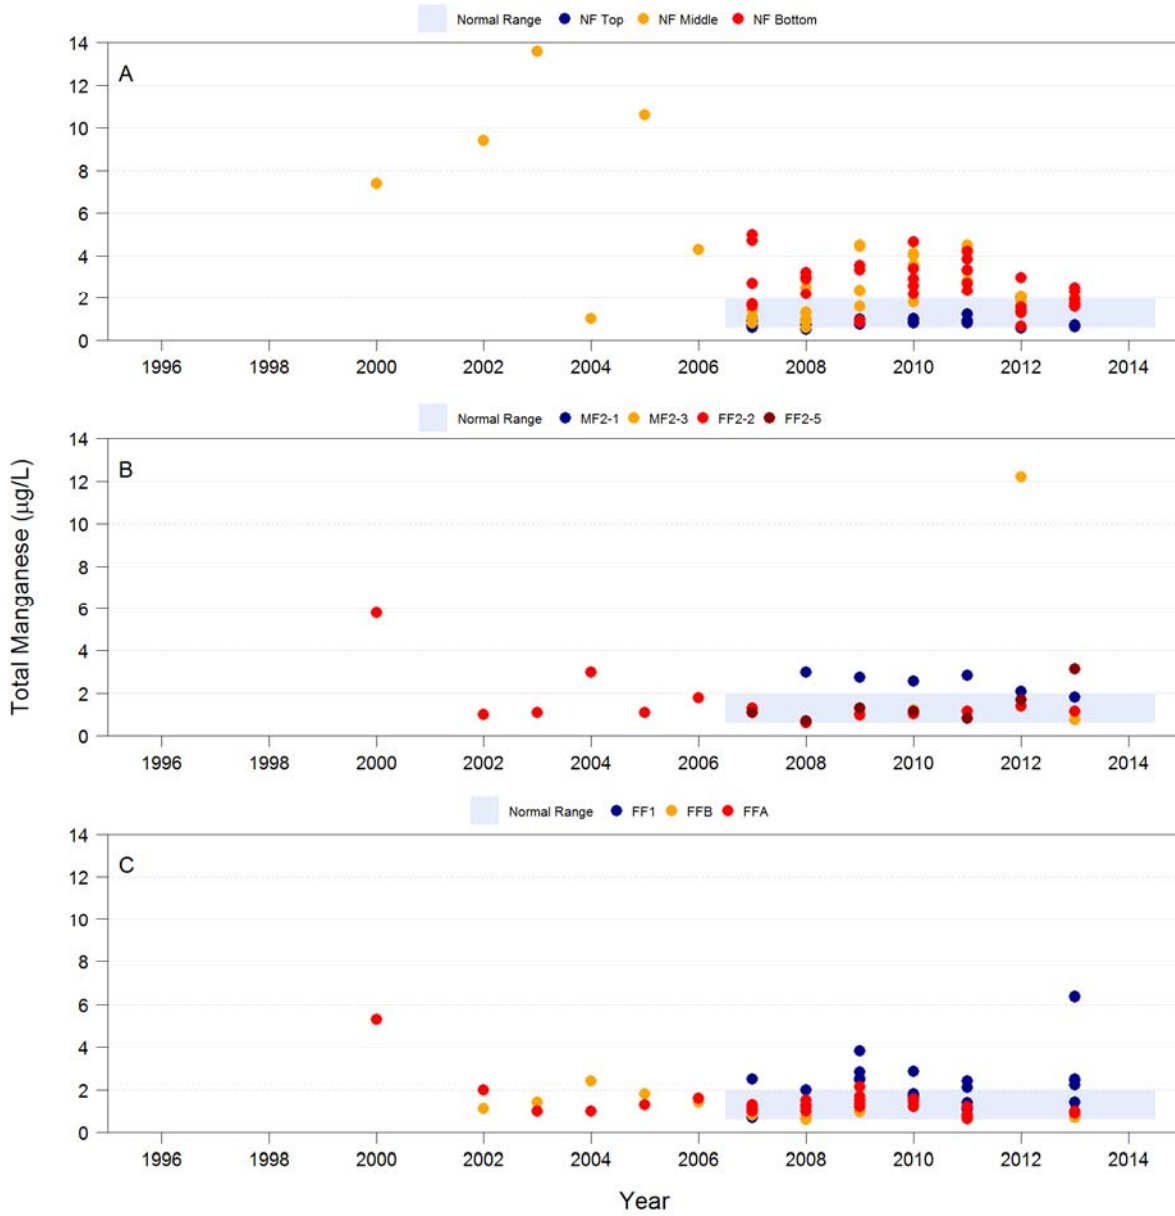 Normal Range NF Top NF Middle NF Bottom
A
14
12
10
8
6
4
2
0
1996 1998 2000 2002 2004 2006 2008 2010 2012 2014
Normal Range MF2-1 MF2-3 FF2-2 FF2-5
B
14
12
10
8
6
4
2
0
1996 1998 2000 2002 2004 2006 2008 2010 2012 2014
Total Manganese (µg/L)
Normal Range FF1 FFB FFA
C
14
12
10
8
6
4
2
0
1996 1998 2000 2002 2004 2006 2008 2010 2012 2014
Year